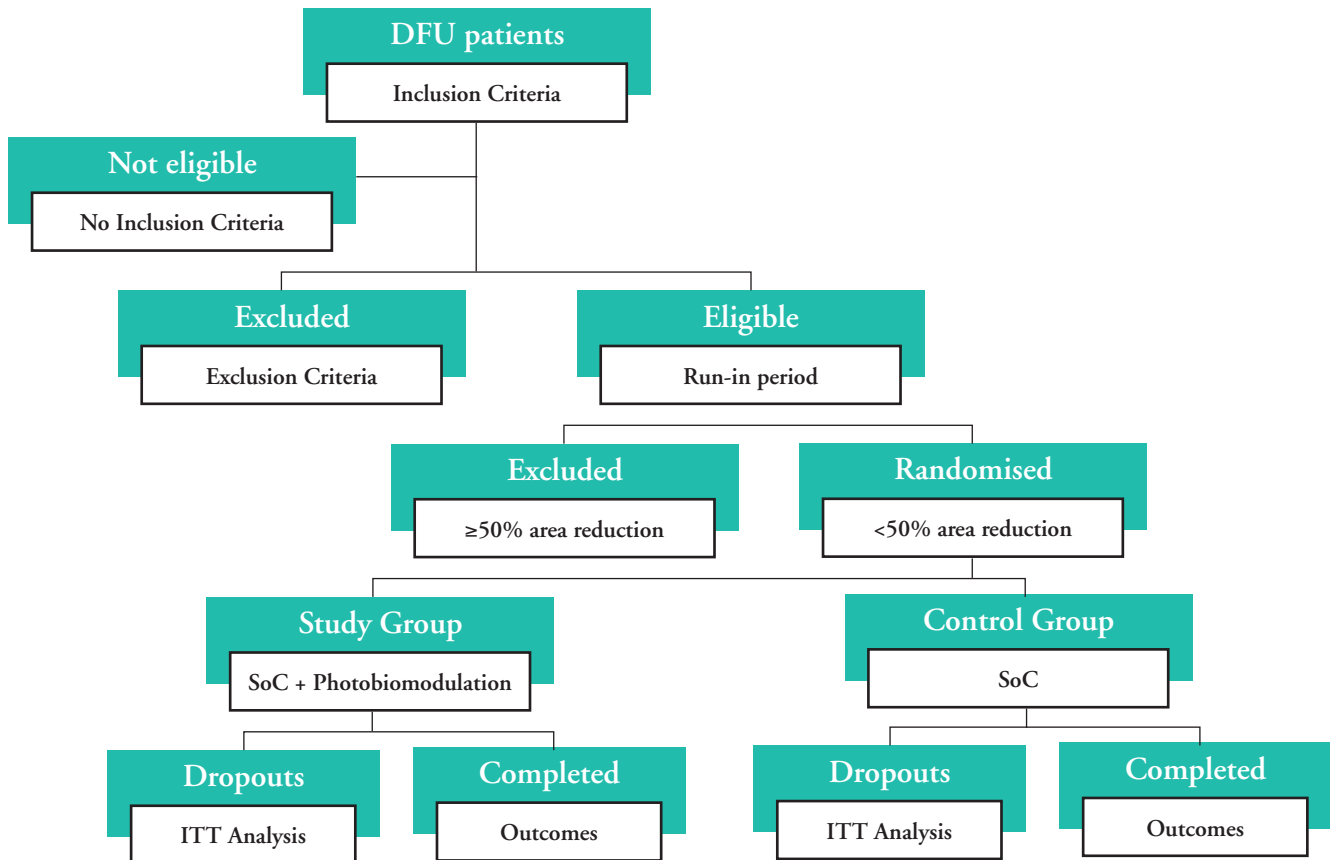 DFU patients
Inclusion Criteria
Not eligible
No Inclusion Criteria
Excluded
Exclusion Criteria
Eligible
Run-in period
Excluded
≥50% area reduction
Randomised
<50% area reduction
Study Group
SoC + Photobiomodulation
Control Group
SoC
Dropouts
ITT Analysis
Completed
Outcomes
Dropouts
ITT Analysis
Completed
Outcomes